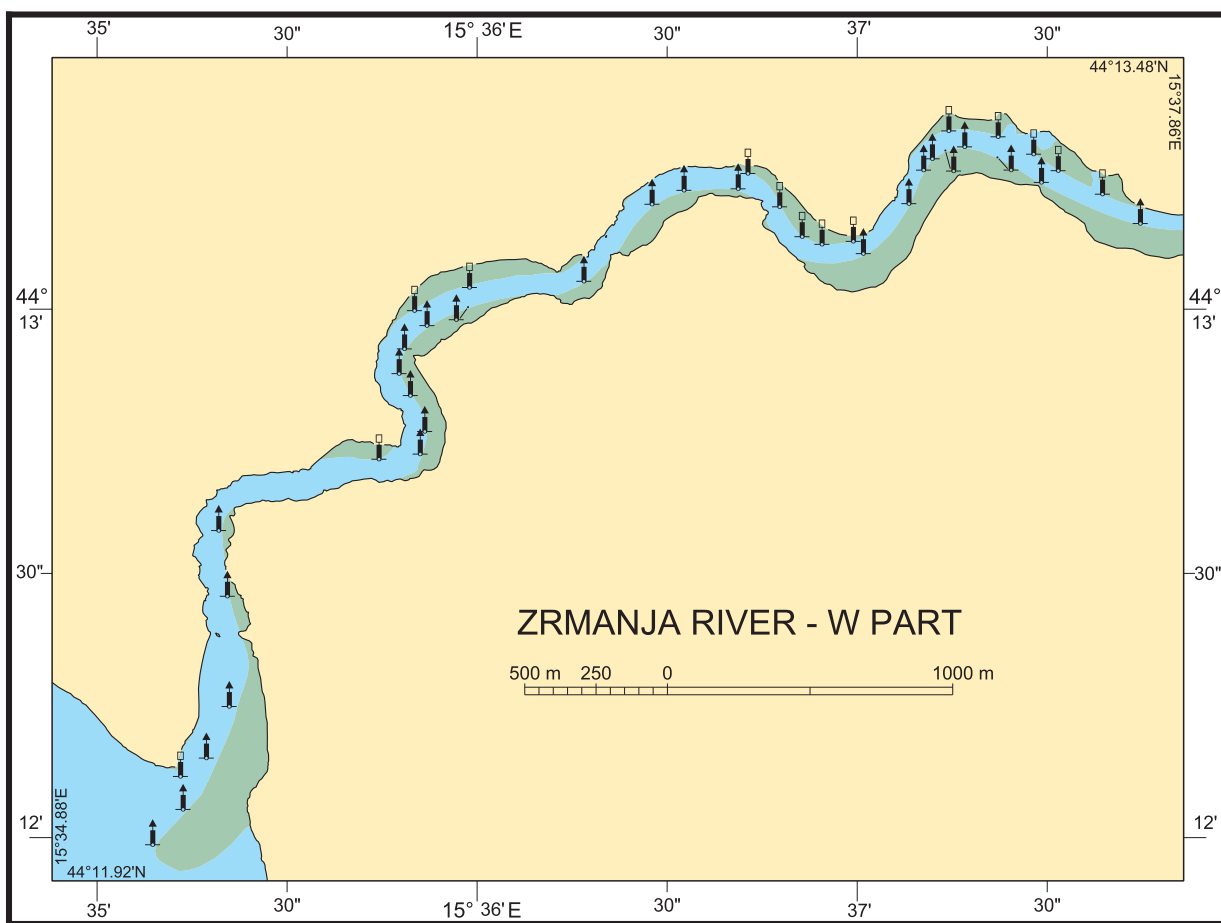 35' 30" 15° 36' E 30" 37' 30"
44°13.48'N
15°37.86'E
44° 44°
13' 13'
30" 30"
ZRMANJA RIVER - W PART
500 m 250 0 1000 m
12' 12'
15°34.88'E
44°11.92'N
35' 30" 15° 36' E 30" 37' 30"